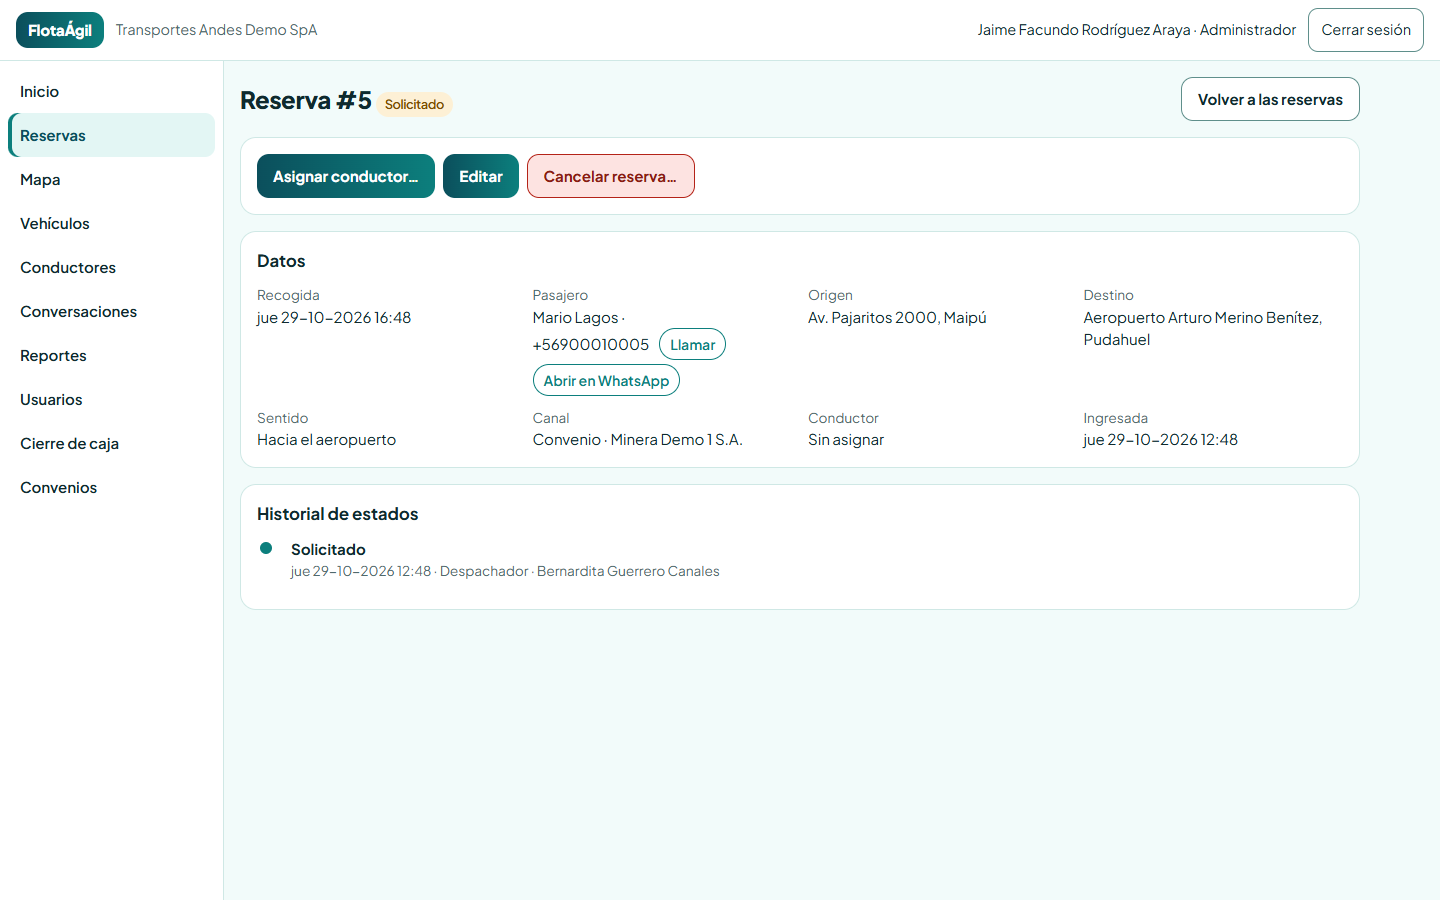 FlotaÁgil
Transportes Andes Demo SpA
Jaime Facundo Rodríguez Araya · Administrador
Cerrar sesión
Inicio
Reservas
Mapa
Vehículos
Conductores
Conversaciones
Reportes
Usuarios
Cierre de caja
Convenios
Reserva #5
Solicitado
Volver a las reservas
Asignar conductor…
Editar
Cancelar reserva…
Datos
Recogida
jue 29-10-2026 16:48
Pasajero
Mario Lagos ·
+56900010005
Llamar
Abrir en WhatsApp
Origen
Av. Pajaritos 2000, Maipú
Destino
Aeropuerto Arturo Merino Benítez,
Pudahuel
Sentido
Hacia el aeropuerto
Canal
Convenio · Minera Demo 1 S.A.
Conductor
Sin asignar
Ingresada
jue 29-10-2026 12:48
Historial de estados
Solicitado
jue 29-10-2026 12:48 · Despachador · Bernardita Guerrero Canales